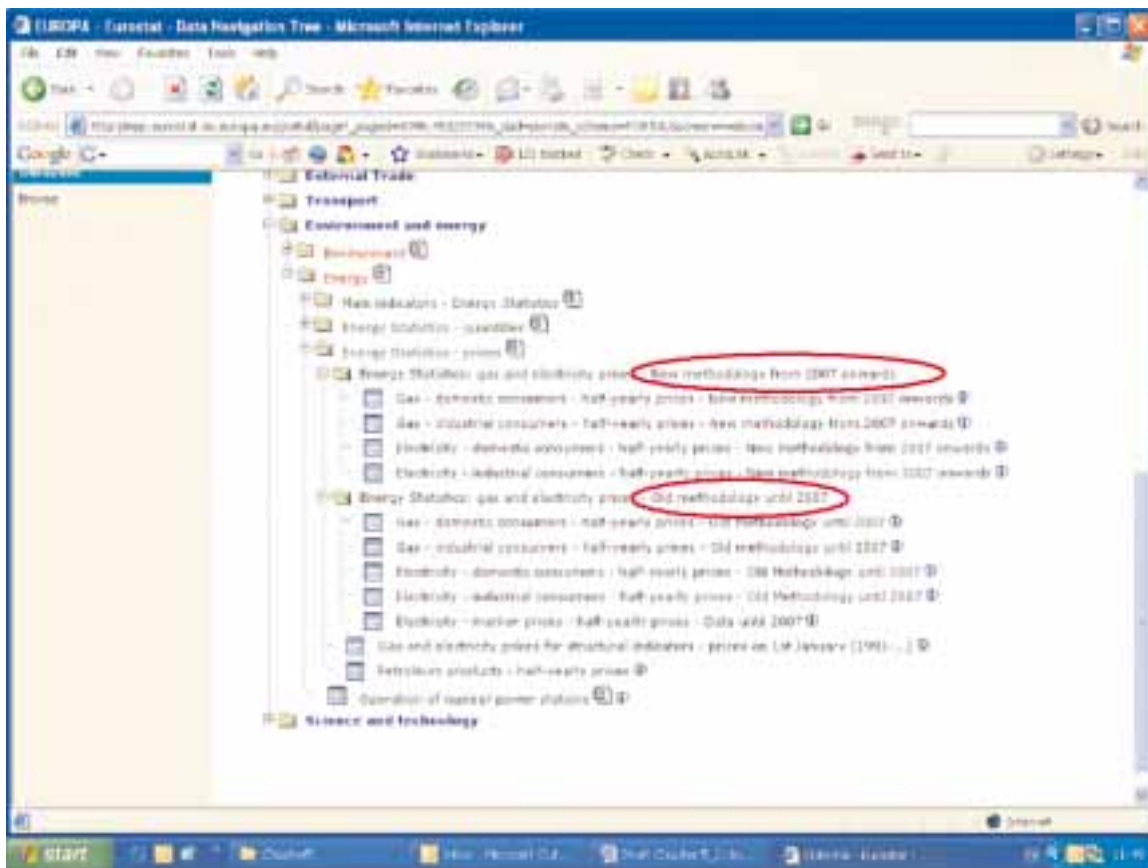 EUROPA - Eurostat - Data Navigation Tree - Microsoft Internet Explorer
File Edit View Favorites Tools Help
Search Favorites
Google
Browse
External Trade
Transport
Environment and energy
Environment
Energy
Main indicators - Energy Statistics
Energy Statistics - quantities
Energy Statistics - prices
Energy Statistics: gas and electricity prices - New methodology from 2007 onwards
Gas - domestic consumers - half-yearly prices - New methodology from 2007 onwards
Gas - industrial consumers - half-yearly prices - New methodology from 2007 onwards
Electricity - domestic consumers - half-yearly prices - New methodology from 2007 onwards
Electricity - industrial consumers - half-yearly prices - New methodology from 2007 onwards
Energy Statistics: gas and electricity prices - Old methodology until 2007
Gas - domestic consumers - half-yearly prices - Old Methodology until 2007
Gas - industrial consumers - half-yearly prices - Old methodology until 2007
Electricity - domestic consumers - half-yearly prices - Old Methodology until 2007
Electricity - industrial consumers - half-yearly prices - Old Methodology until 2007
Electricity - marker prices - half-yearly prices - Data until 2007
Gas and electricity prices for structural indicators - prices on 1st January
Petroleum products - half-yearly prices
Operation of nuclear power stations
Science and technology
Internet
start